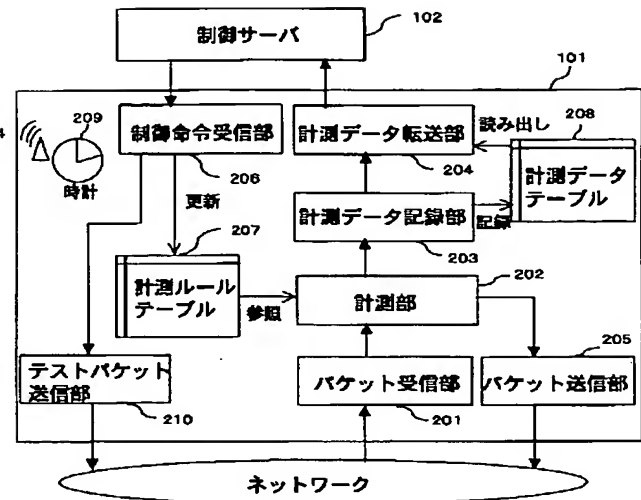 制御サーバ
102
101
4
209
時計
制御命令受信部
206
計測データ転送部
204
読み出し
208
計測データ
テーブル
更新
計測データ記録部
203
記録
207
計測ルール
テーブル
参照
計測部
202
テストパケット
送信部
210
パケット受信部
201
205
パケット送信部
ネットワーク